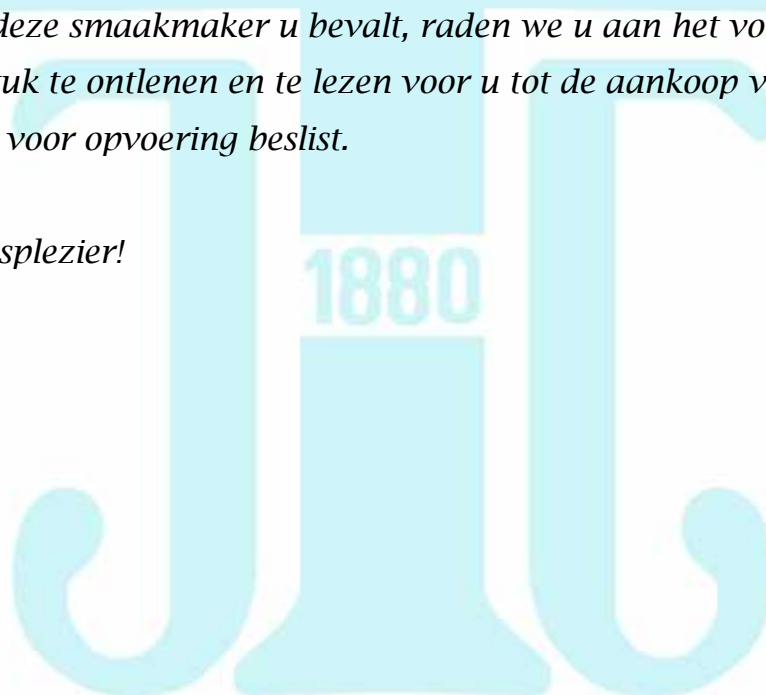 deze smaakmaker u bevalt, raden we u aan het vo
uk te ontlenen en te lezen voor u tot de aankoop v
voor opvoering beslist.
splezier!
1880